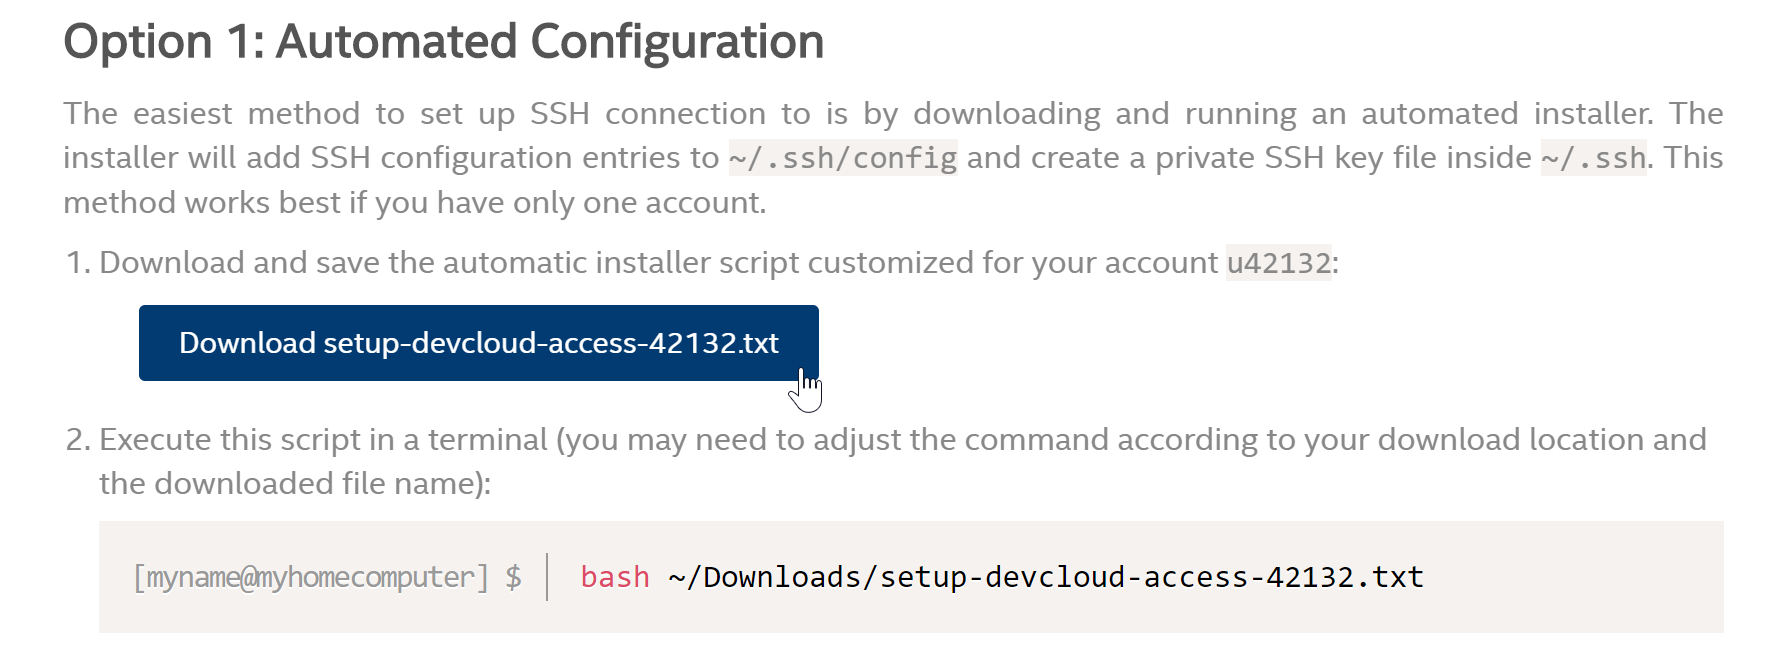 Option 1: Automated Configuration
The easiest method to set up SSH connection to is by downloading and running an automated installer. The
installer will add SSH configuration entries to ~/.ssh/config and create a private SSH key file inside ~/.ssh. This
method works best if you have only one account.
1. Download and save the automatic installer script customized for your account u42132:
Download setup-devcloud-access-42132.txt
2. Execute this script in a terminal (you may need to adjust the command according to your download location and
the downloaded file name):
[myname@myhomecomputer] $ bash ~/Downloads/setup-devcloud-access-42132.txt